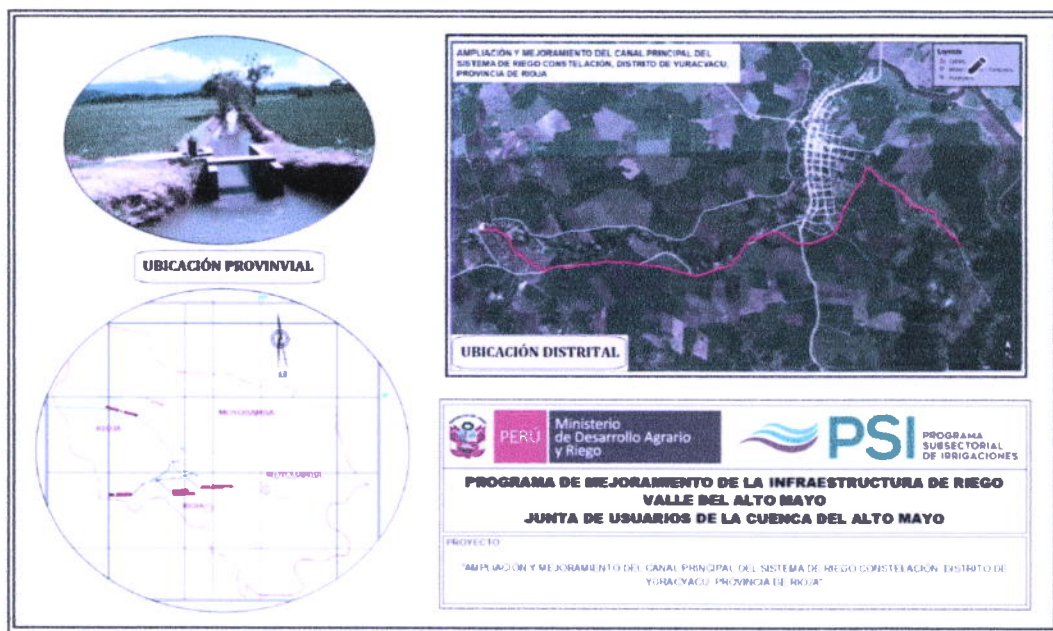 AMPLIACIÓN Y MEJORAMIENTO DEL CANAL PRINCIPAL DEL
SISTEMA DE RIEGO CONSTELACIÓN, DISTRITO DE YURACYACU,
PROVINCIA DE RIOJA
Leyenda
UBICACIÓN PROVINVIAL
UBICACIÓN DISTRITAL
MOYOBAMBA
RIOJA
PERÚ
Ministerio
de Desarrollo Agrario
y Riego
PSI
PROGRAMA
SUBSECTORIAL
DE IRRIGACIONES
PROGRAMA DE MEJORAMIENTO DE LA INFRAESTRUCTURA DE RIEGO
VALLE DEL ALTO MAYO
JUNTA DE USUARIOS DE LA CUENCA DEL ALTO MAYO
PROYECTO
"AMPLIACIÓN Y MEJORAMIENTO DEL CANAL PRINCIPAL DEL SISTEMA DE RIEGO CONSTELACIÓN, DISTRITO DE
YURACYACU, PROVINCIA DE RIOJA"